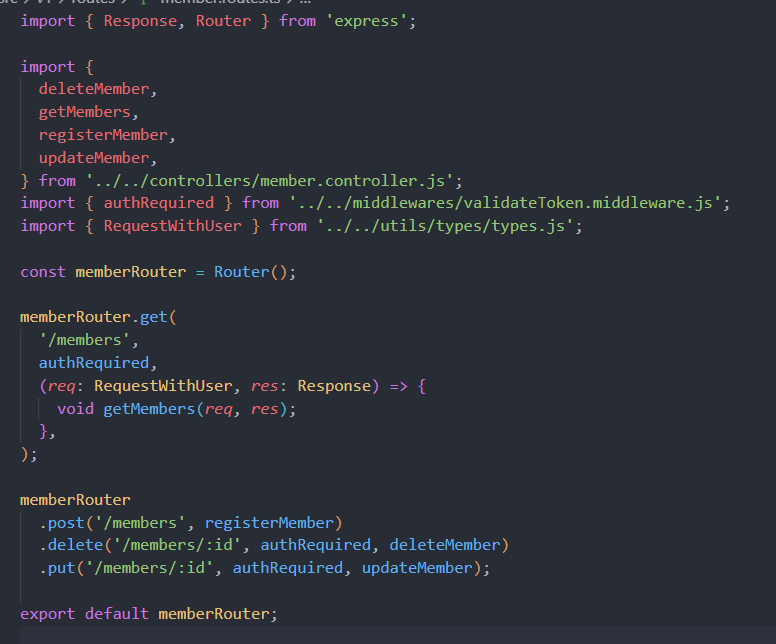 src > v1 > routes > member.routes.ts > ...
import { Response, Router } from 'express';
import {
deleteMember,
getMembers,
registerMember,
updateMember,
} from '../../controllers/member.controller.js';
import { authRequired } from '../../middlewares/validateToken.middleware.js';
import { RequestWithUser } from '../../utils/types/types.js';
const memberRouter = Router();
memberRouter.get(
'/members',
authRequired,
(req: RequestWithUser, res: Response) => {
void getMembers(req, res);
},
);
memberRouter
.post('/members', registerMember)
.delete('/members/:id', authRequired, deleteMember)
.put('/members/:id', authRequired, updateMember);
export default memberRouter;